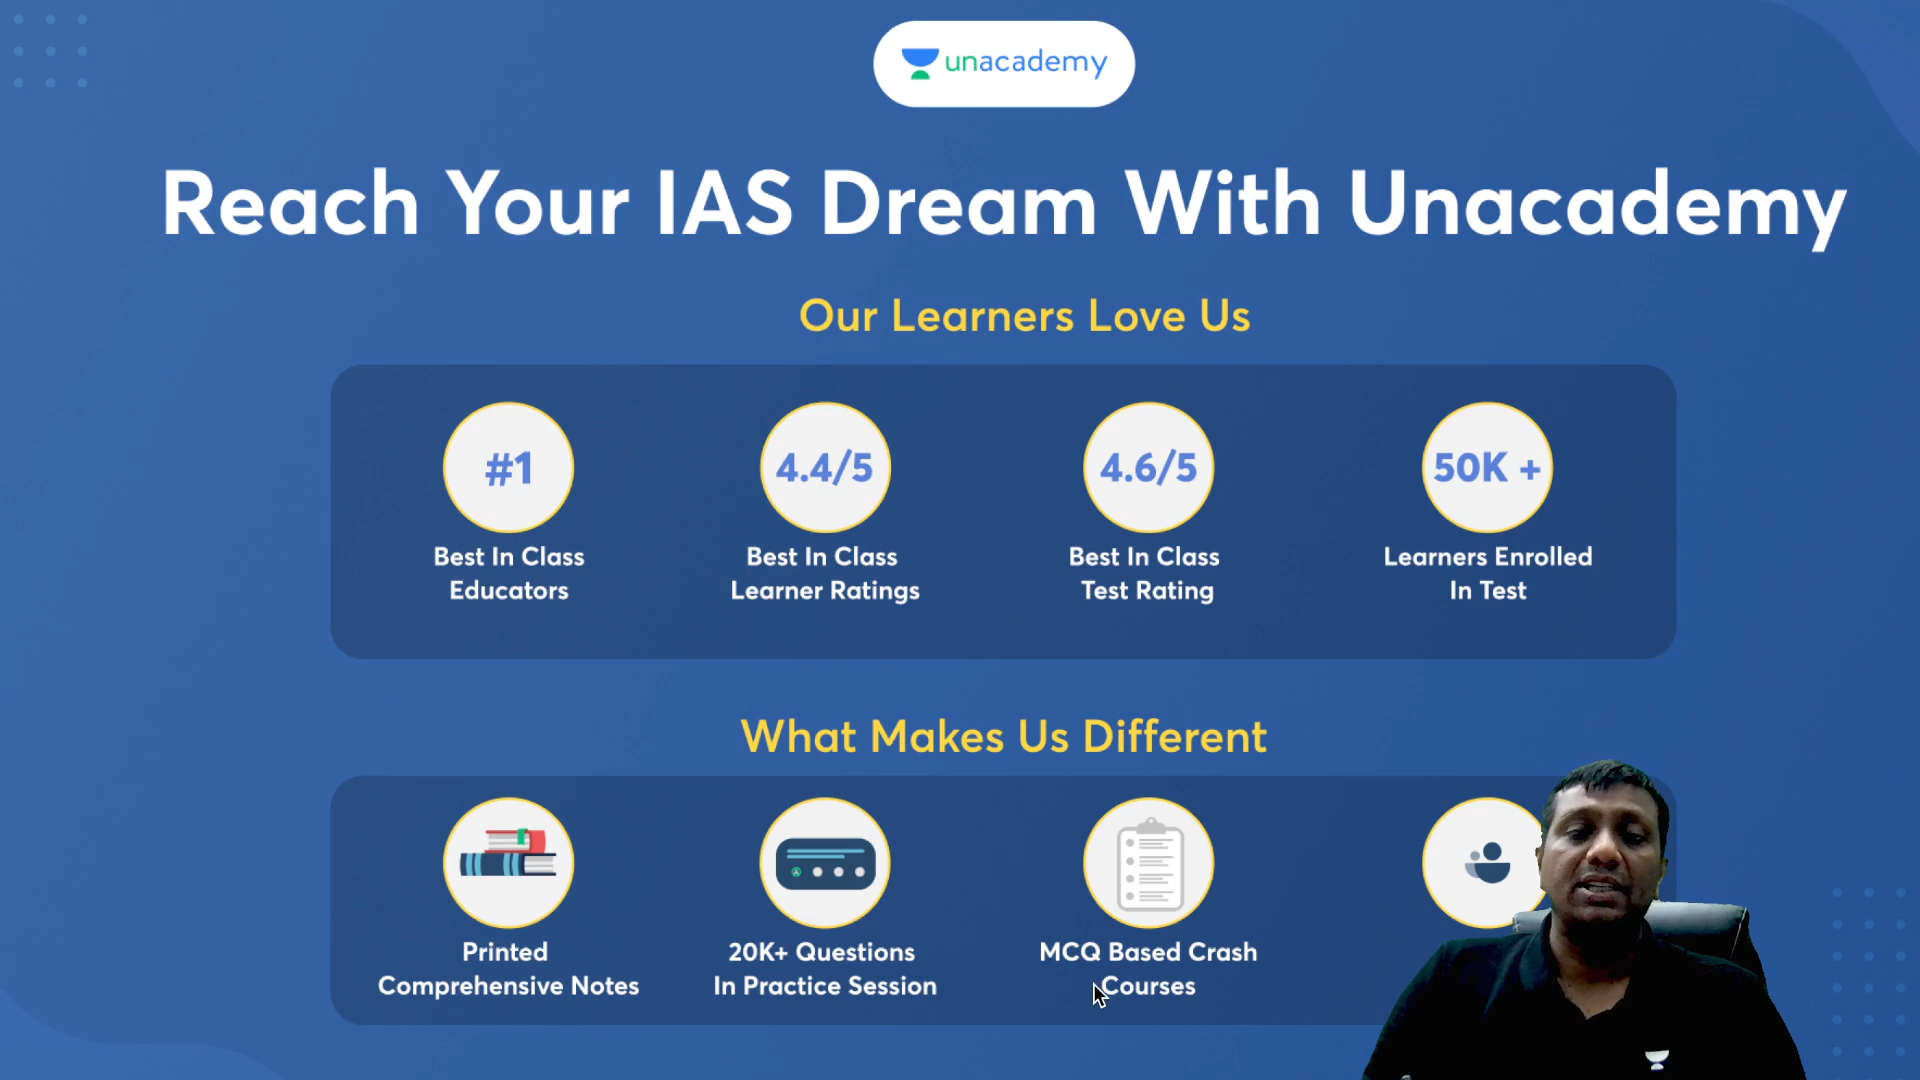 unacademy
Reach Your IAS Dream With Unacademy
Our Learners Love Us
#1
4.4/5
4.6/5
50K +
Best In Class
Educators
Best In Class
Learner Ratings
Best In Class
Test Rating
Learners Enrolled
In Test
What Makes Us Different
Printed
Comprehensive Notes
20K+ Questions
In Practice Session
MCQ Based Crash
Courses